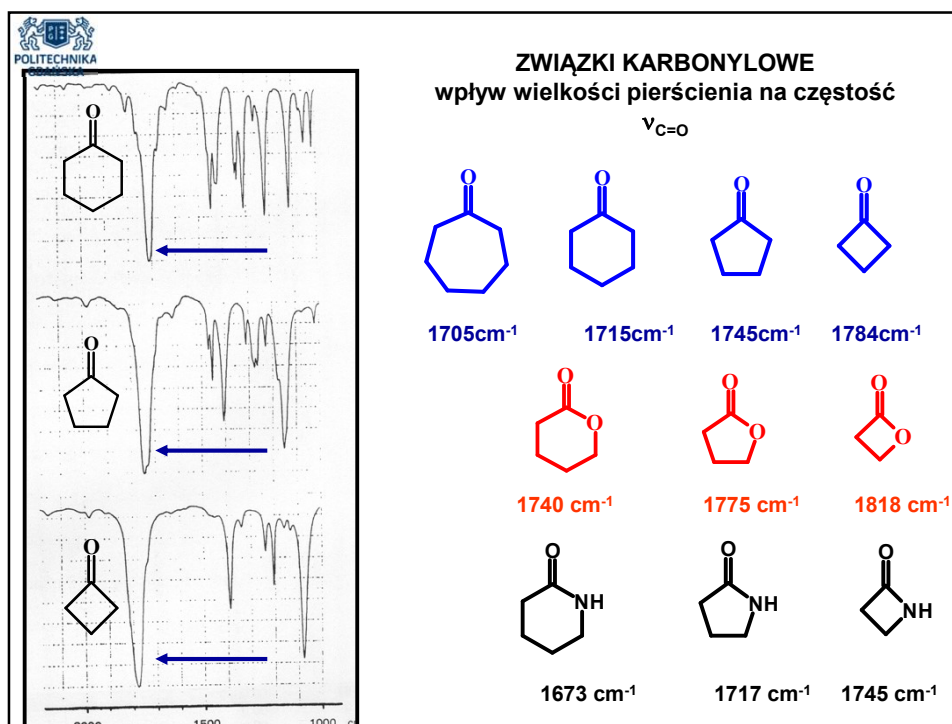 POLITECHNIKA
GDAŃSKA
ZWIĄZKI KARBONYLOWE
wpływ wielkości pierścienia na częstość
νC=O
O
O
O
O
O
O
O
1705cm-1 1715cm-1 1745cm-1 1784cm-1
O O O
O O O
1740 cm-1 1775 cm-1 1818 cm-1
O O O
NH NH NH
1673 cm-1 1717 cm-1 1745 cm-1
1500 1000